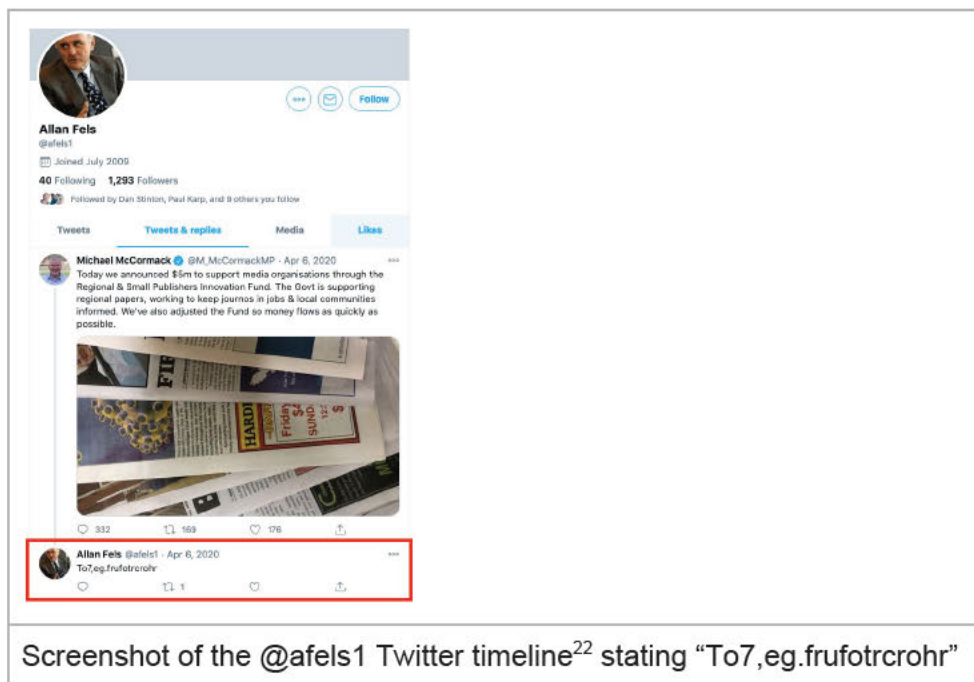 Follow
Allan Fels
@afels1
Joined July 2009
40 Following 1,293 Followers
Followed by Dan Stinton, Paul Karp, and 9 others you follow
Tweets Tweets & replies Media Likes
Michael McCormack @M_McCormackMP · Apr 6, 2020
Today we announced $5m to support media organisations through the
Regional & Small Publishers Innovation Fund. The Govt is supporting
regional papers, working to keep journos in jobs & local communities
informed. We've also adjusted the Fund so money flows as quickly as
possible.
FI
HARDI
Friday
SUND
332 169 176
Allan Fels @afels1 · Apr 6, 2020
To7,eg.frufotrcrohr
1
Screenshot of the @afels1 Twitter timeline22 stating “To7,eg.frufotrcrohr”